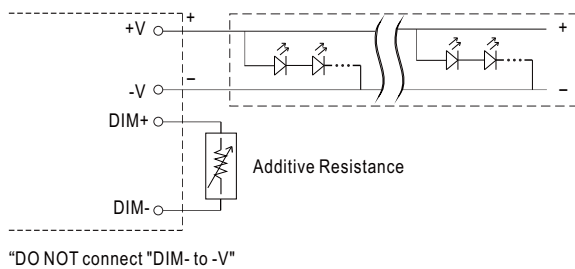 +
+V
+
−
-V
−
DIM+
Additive Resistance
DIM-
“DO NOT connect "DIM- to -V"